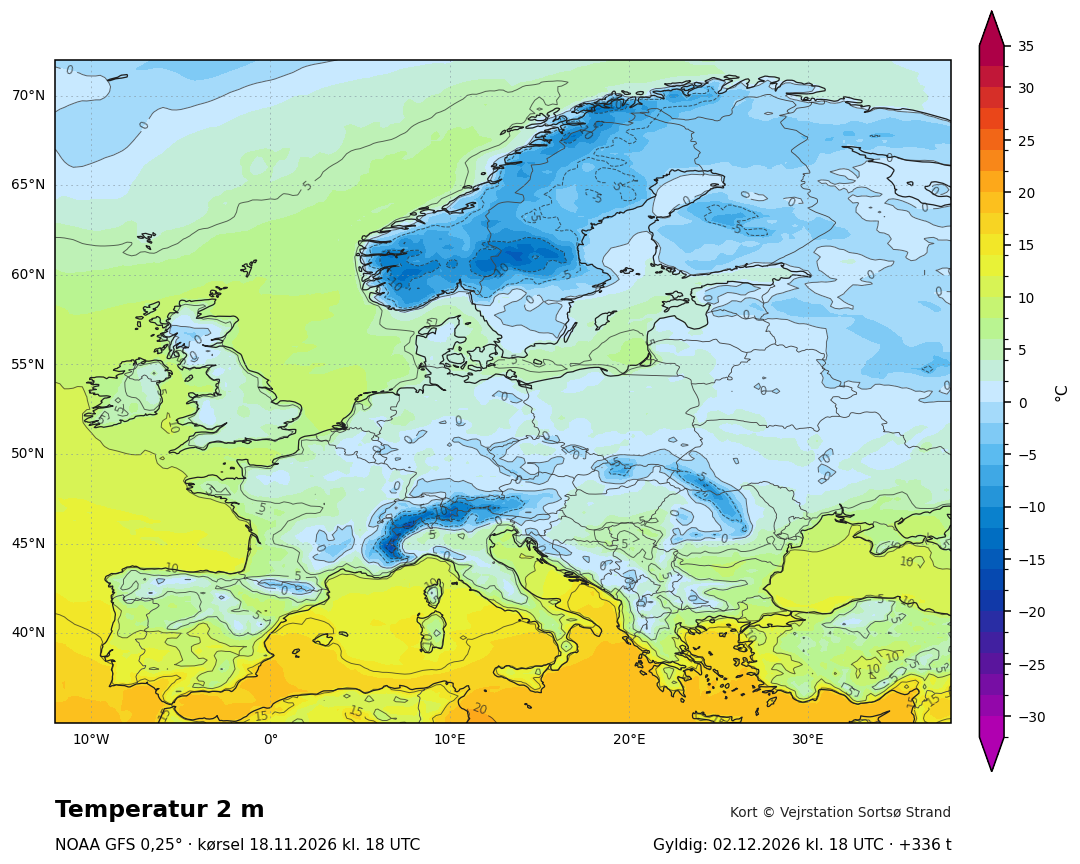 70°N
65°N
60°N
55°N
50°N
45°N
40°N
10°W
0°
10°E
20°E
30°E
35
30
25
20
15
10
5
0
−5
−10
−15
−20
−25
−30
°C
Temperatur 2 m
Kort © Vejrstation Sortsø Strand
NOAA GFS 0,25° · kørsel 18.11.2026 kl. 18 UTC
Gyldig: 02.12.2026 kl. 18 UTC · +336 t